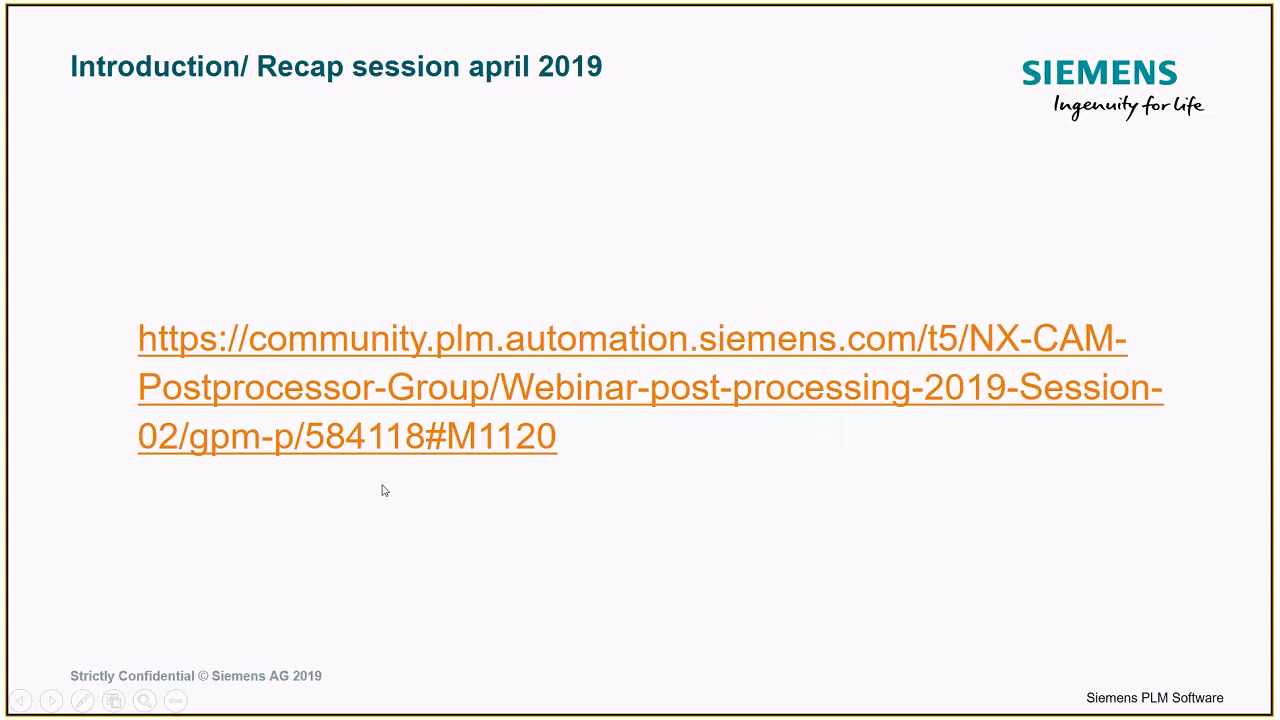 Introduction/ Recap session april 2019
SIEMENS
Ingenuity for life
https://community.plm.automation.siemens.com/t5/NX-CAM-
Postprocessor-Group/Webinar-post-processing-2019-Session-
02/gpm-p/584118#M1120
Strictly Confidential © Siemens AG 2019
Siemens PLM Software